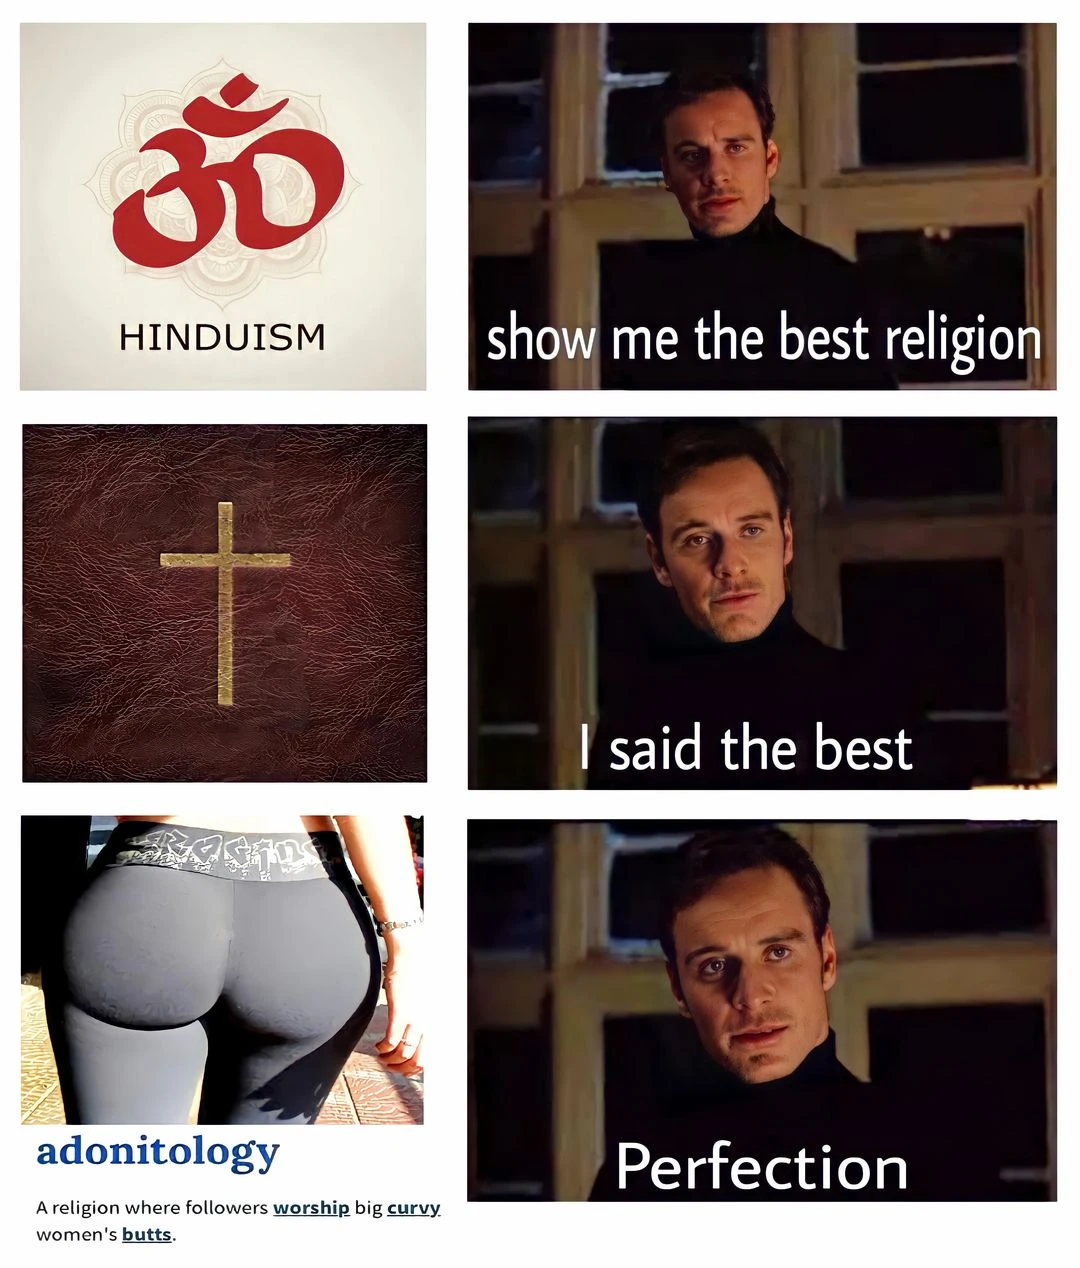 HINDUISM
show me the best religion
I said the best
adonitology
A religion where followers worship big curvy
women's butts.
Perfection